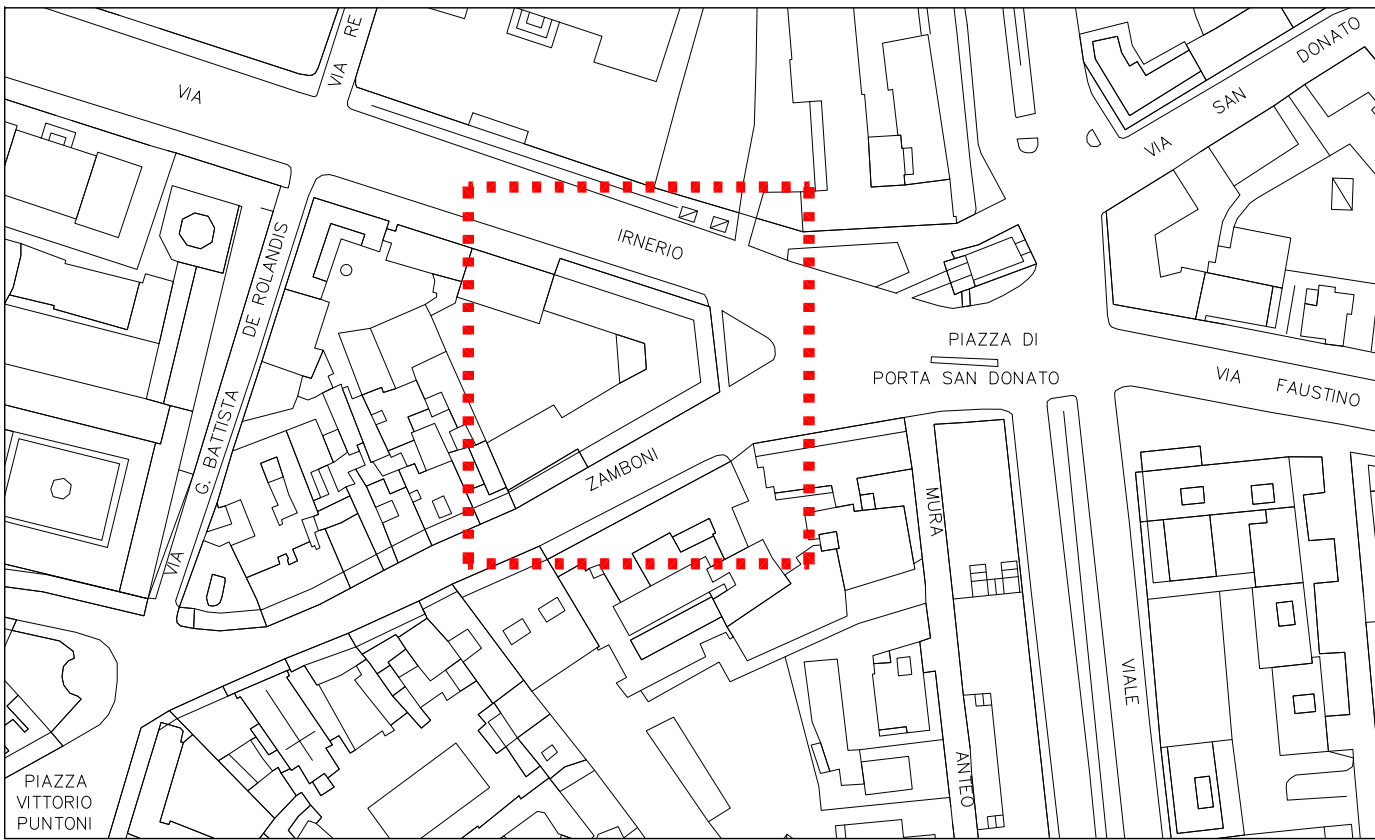 VIA RE
VIA
VIA SAN DONATO
IRNERIO
VIA G. BATTISTA DE ROLANDIS
PIAZZA DI
PORTA SAN DONATO
VIA FAUSTINO
ZAMBONI
MURA
ANTEO
VIALE
PIAZZA
VITTORIO
PUNTONI